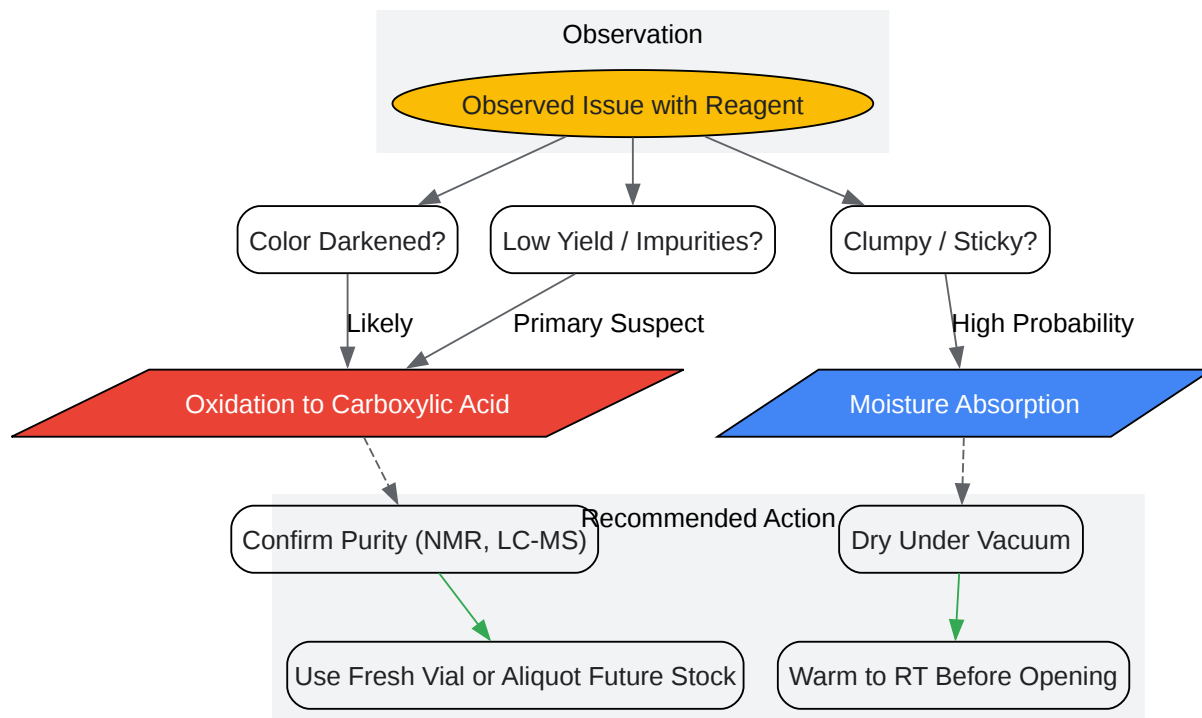 Observation
Observed Issue with Reagent
Color Darkened?
Low Yield / Impurities?
Clumpy / Sticky?
Likely
Primary Suspect
High Probability
Oxidation to Carboxylic Acid
Moisture Absorption
Recommended Action
Confirm Purity (NMR, LC-MS)
Dry Under Vacuum
Use Fresh Vial or Aliquot Future Stock
Warm to RT Before Opening